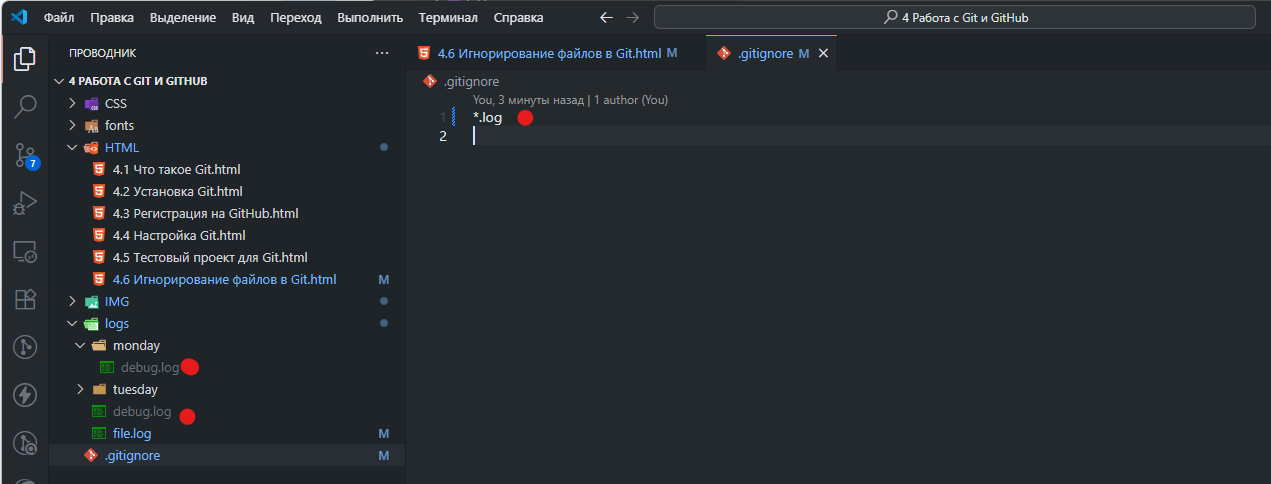 Файл Правка Выделение Вид Переход Выполнить Терминал Справка 4 Работа с Git и GitHub
ПРОВОДНИК
4 РАБОТА С GIT И GITHUB
CSS
fonts
HTML
4.1 Что такое Git.html
4.2 Установка Git.html
4.3 Регистрация на GitHub.html
4.4 Настройка Git.html
4.5 Тестовый проект для Git.html
4.6 Игнорирование файлов в Git.html M
IMG
logs
monday
debug.log
tuesday
debug.log
file.log M
.gitignore M
7
4.6 Игнорирование файлов в Git.html M .gitignore M
.gitignore
You, 3 минуты назад | 1 author (You)
1 *.log
2